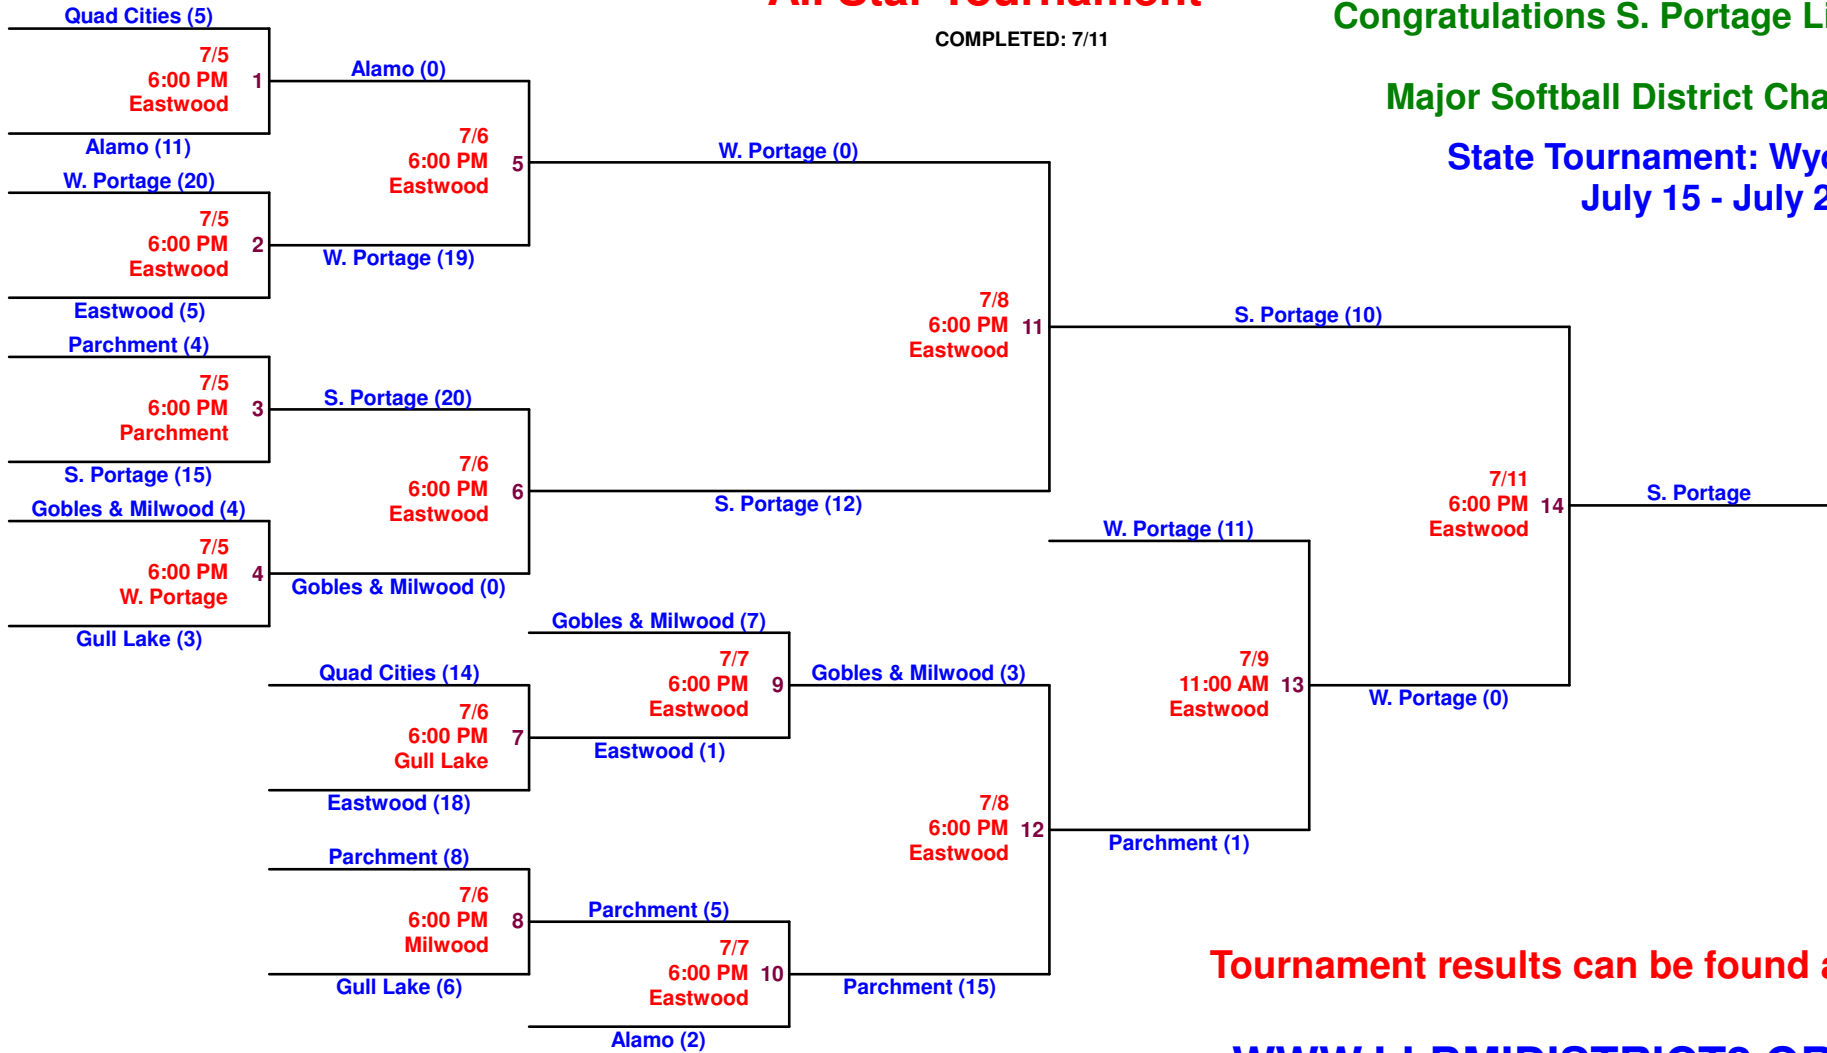 All Star Tournament
COMPLETED: 7/11
Congratulations S. Portage
Major Softball District
State Tournament:
July 15 - July
Quad Cities (5)
7/5
6:00 PM 1
Eastwood
Alamo (11)
W. Portage (20)
7/5
6:00 PM 2
Eastwood
Eastwood (5)
Parchment (4)
7/5
6:00 PM 3
Parchment
S. Portage (15)
Gobles & Milwood (4)
7/5
6:00 PM 4
W. Portage
Gull Lake (3)
Alamo (0)
7/6
6:00 PM 5
Eastwood
W. Portage (19)
S. Portage (20)
7/6
6:00 PM 6
Eastwood
Gobles & Milwood (0)
Quad Cities (14)
7/6
6:00 PM 7
Gull Lake
Eastwood (18)
Parchment (8)
7/6
6:00 PM 8
Milwood
Gull Lake (6)
Gobles & Milwood (7)
7/7
6:00 PM 9
Eastwood
Eastwood (1)
Parchment (5)
7/7
6:00 PM 10
Eastwood
Alamo (2)
W. Portage (0)
7/8
6:00 PM 11
Eastwood
S. Portage (12)
Gobles & Milwood (3)
7/8
6:00 PM 12
Eastwood
Parchment (15)
W. Portage (11)
7/9
11:00 AM 13
Eastwood
Parchment (1)
S. Portage (10)
7/11
6:00 PM 14
Eastwood
W. Portage (0)
S. Portage
Tournament results can be found